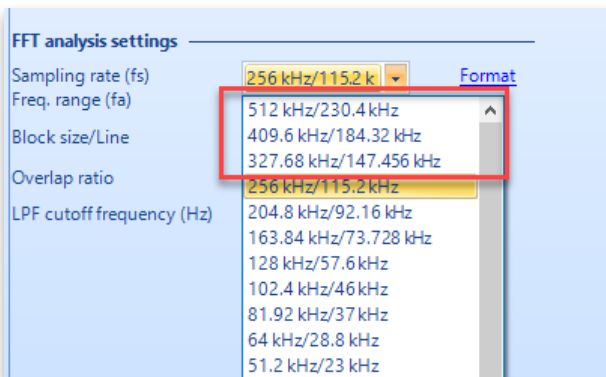 FFT analysis settings
Sampling rate (fs) 256 kHz/115.2 k Format
Freq. range (fa)
512 kHz/230.4 kHz
409.6 kHz/184.32 kHz
Block size/Line
327.68 kHz/147.456 kHz
Overlap ratio
256 kHz/115.2 kHz
LPF cutoff frequency (Hz) 204.8 kHz/92.16 kHz
163.84 kHz/73.728 kHz
128 kHz/57.6 kHz
102.4 kHz/46 kHz
81.92 kHz/37 kHz
64 kHz/28.8 kHz
51.2 kHz/23 kHz